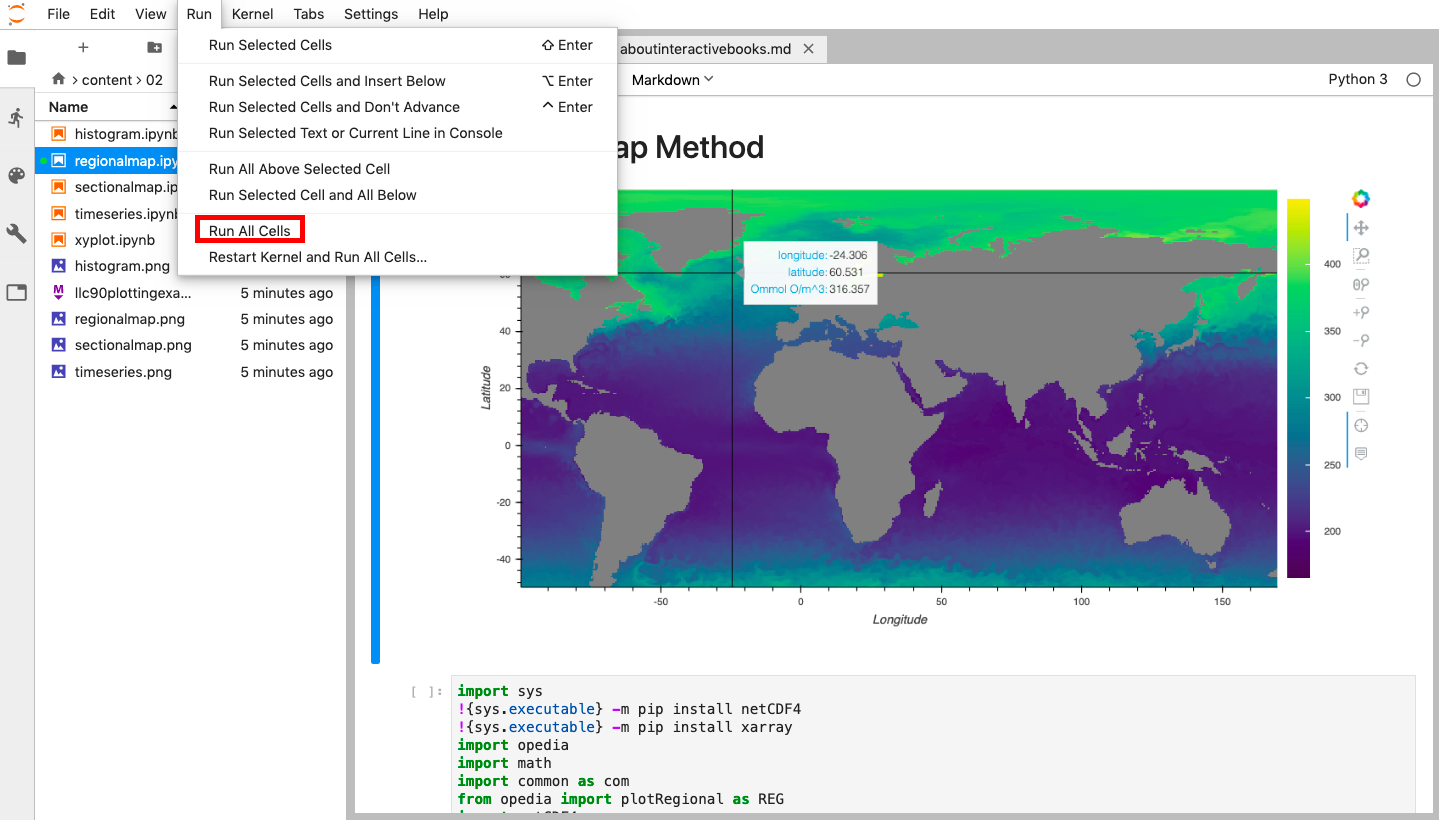 File Edit View Run Kernel Tabs Settings Help
Run Selected Cells Enter
Run Selected Cells and Insert Below Enter
Run Selected Cells and Don't Advance Enter
Run Selected Text or Current Line in Console
Run All Above Selected Cell
Run Selected Cell and All Below
Run All Cells
Restart Kernel and Run All Cells...
content 02
Name
histogram.ipynb
regionalmap.ipy
sectionalmap.ip
timeseries.ipynb
xyplot.ipynb
histogram.png
llc90plottingexa... 5 minutes ago
regionalmap.png 5 minutes ago
sectionalmap.png 5 minutes ago
timeseries.png 5 minutes ago
aboutinteractivebooks.md
Markdown Python 3
ap Method
longitude: -24.306
latitude: 60.531
Ommol O/m^3: 316.357
40
20
0
-20
-40
Latitude
-50 0 50 100 150
Longitude
400
350
300
250
200
[ ]:
import sys
!{sys.executable} -m pip install netCDF4
!{sys.executable} -m pip install xarray
import opedia
import math
import common as com
from opedia import plotRegional as REG